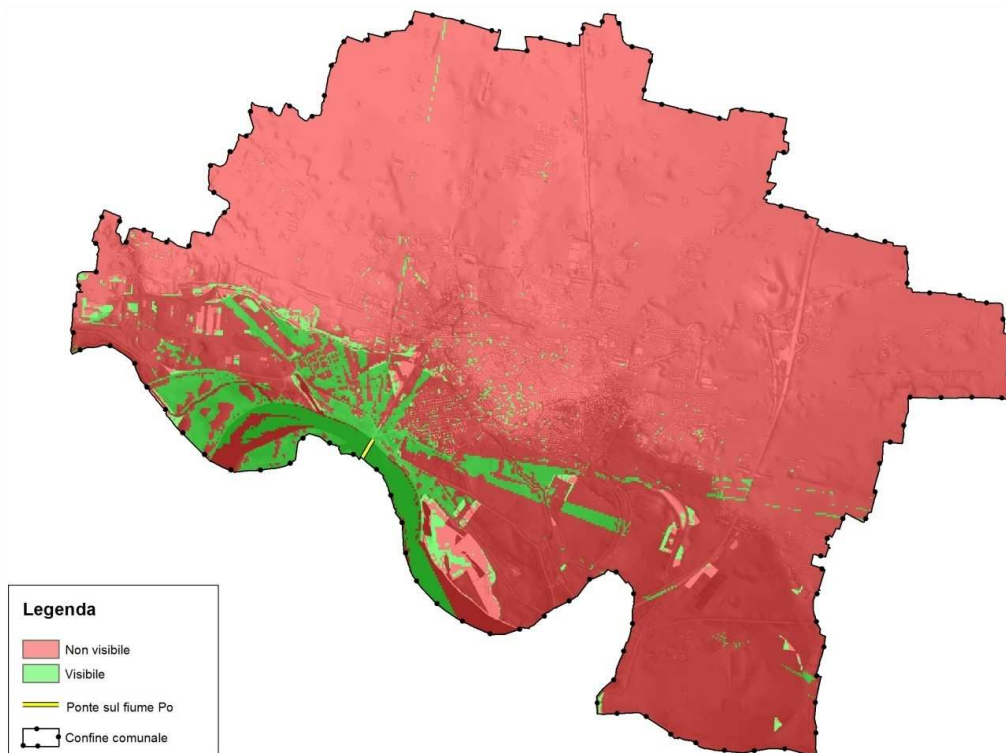 Legenda
Non visibile
Visibile
Ponte sul fiume Po
Confine comunale